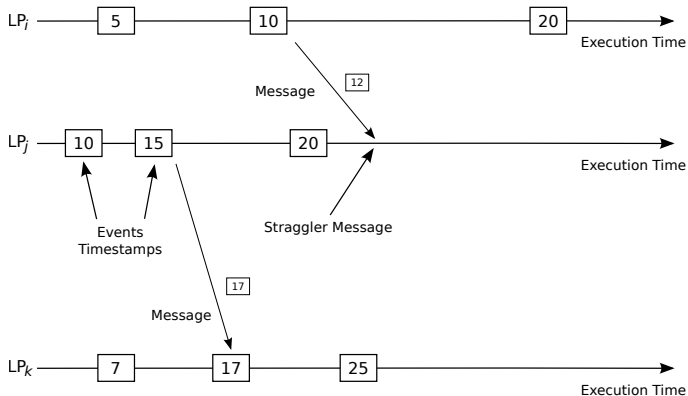 LPi 5 10 20
Execution Time
Message 12
LPj 10 15 20
Execution Time
Events
Timestamps
Straggler Message
17
Message
LPk 7 17 25
Execution Time